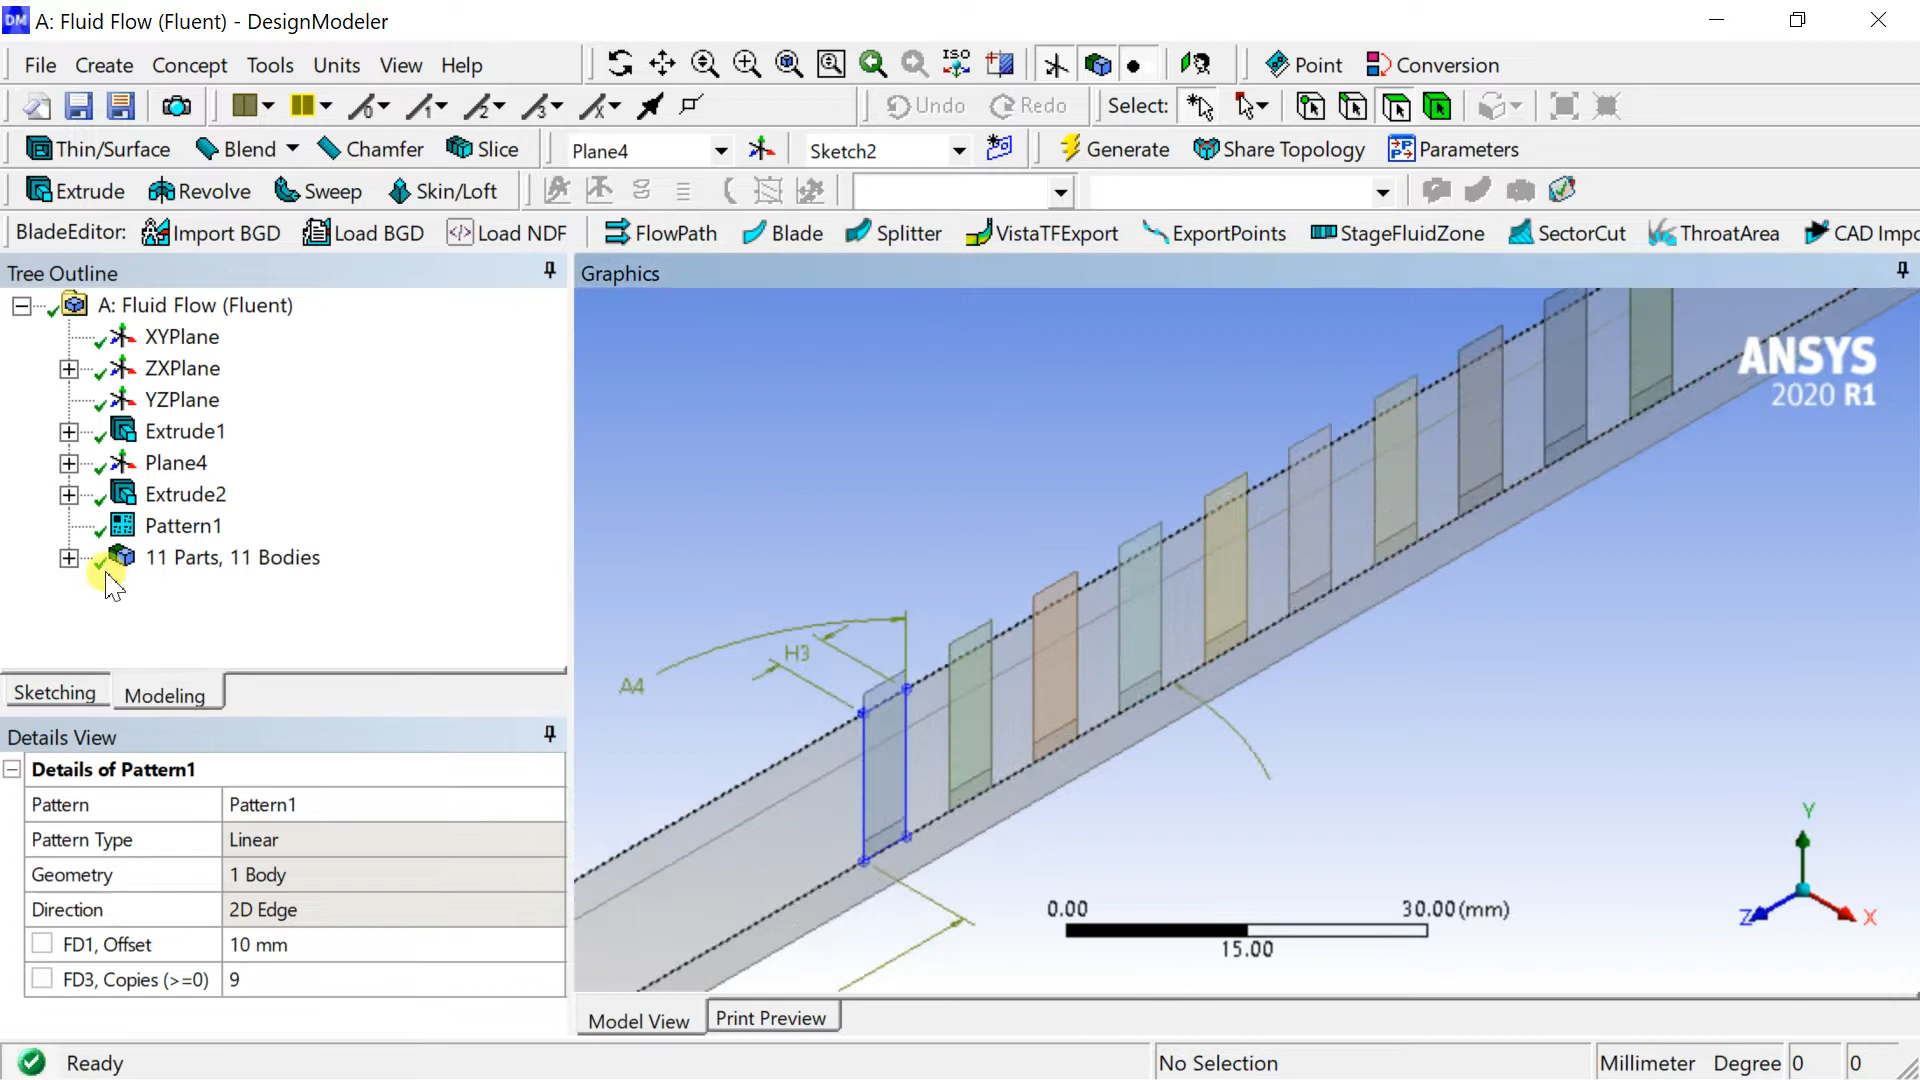 DM A: Fluid Flow (Fluent) - DesignModeler
File Create Concept Tools Units View Help ISO Point Conversion
Undo Redo Select:
Thin/Surface Blend Chamfer Slice Plane4 Sketch2 Generate Share Topology Parameters
Extrude Revolve Sweep Skin/Loft
BladeEditor: Import BGD Load BGD Load NDF FlowPath Blade Splitter VistaTFExport ExportPoints StageFluidZone SectorCut ThroatArea CAD Impo
Tree Outline
A: Fluid Flow (Fluent)
XYPlane
ZXPlane
YZPlane
Extrude1
Plane4
Extrude2
Pattern1
11 Parts, 11 Bodies
Sketching Modeling
Details View
Details of Pattern1
Pattern Pattern1
Pattern Type Linear
Geometry 1 Body
Direction 2D Edge
FD1, Offset 10 mm
FD3, Copies (>=0) 9
Graphics
ANSYS
2020 R1
H3
A4
Y
Z
X
0.00 30.00 (mm)
15.00
Model View Print Preview
Ready No Selection Millimeter Degree 0 0